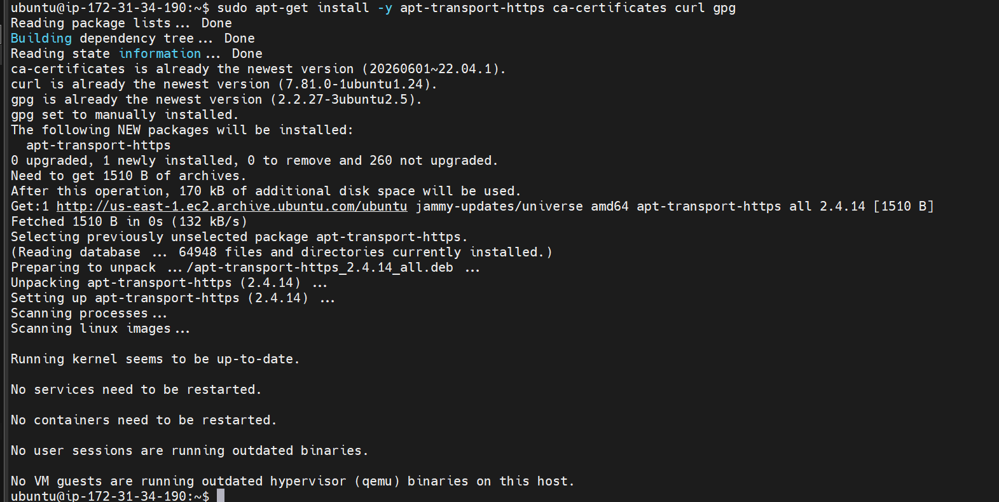 ubuntu@ip-172-31-34-190:~$ sudo apt-get install -y apt-transport-https ca-certificates curl gpg
Reading package lists... Done
Building dependency tree... Done
Reading state information... Done
ca-certificates is already the newest version (20260601~22.04.1).
curl is already the newest version (7.81.0-1ubuntu1.24).
gpg is already the newest version (2.2.27-3ubuntu2.5).
gpg set to manually installed.
The following NEW packages will be installed:
  apt-transport-https
0 upgraded, 1 newly installed, 0 to remove and 260 not upgraded.
Need to get 1510 B of archives.
After this operation, 170 kB of additional disk space will be used.
Get:1 http://us-east-1.ec2.archive.ubuntu.com/ubuntu jammy-updates/universe amd64 apt-transport-https all 2.4.14 [1510 B]
Fetched 1510 B in 0s (132 kB/s)
Selecting previously unselected package apt-transport-https.
(Reading database ... 64948 files and directories currently installed.)
Preparing to unpack .../apt-transport-https_2.4.14_all.deb ...
Unpacking apt-transport-https (2.4.14) ...
Setting up apt-transport-https (2.4.14) ...
Scanning processes...
Scanning linux images...

Running kernel seems to be up-to-date.

No services need to be restarted.

No containers need to be restarted.

No user sessions are running outdated binaries.

No VM guests are running outdated hypervisor (qemu) binaries on this host.
ubuntu@ip-172-31-34-190:~$